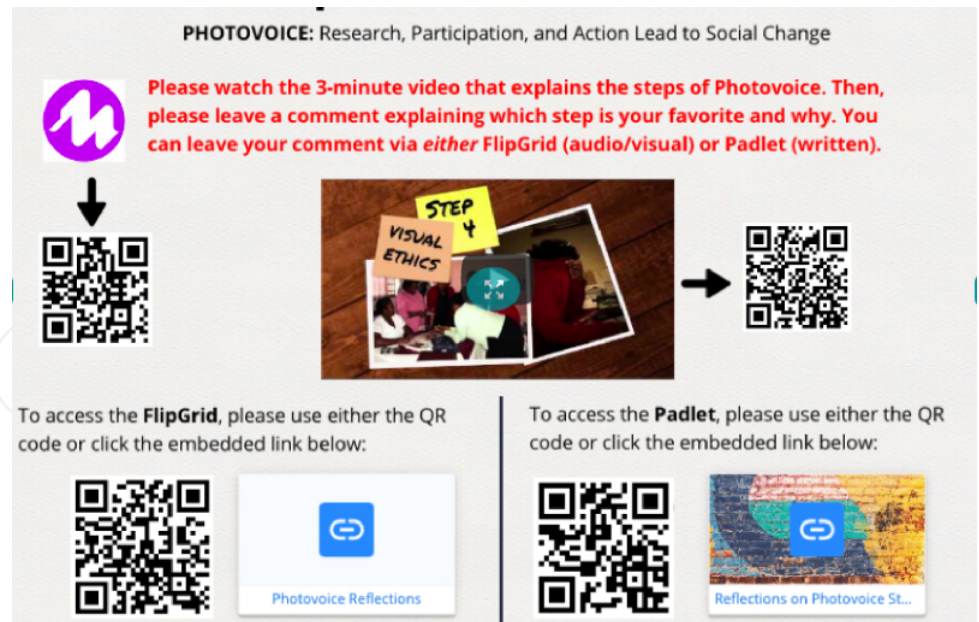 PHOTOVOICE: Research, Participation, and Action Lead to Social Change
Please watch the 3-minute video that explains the steps of Photovoice. Then,
please leave a comment explaining which step is your favorite and why. You
can leave your comment via either FlipGrid (audio/visual) or Padlet (written).
STEP
4
VISUAL
ETHICS
To access the FlipGrid, please use either the QR
code or click the embedded link below:
Photovoice Reflections
To access the Padlet, please use either the QR
code or click the embedded link below:
Reflections on Photovoice St...